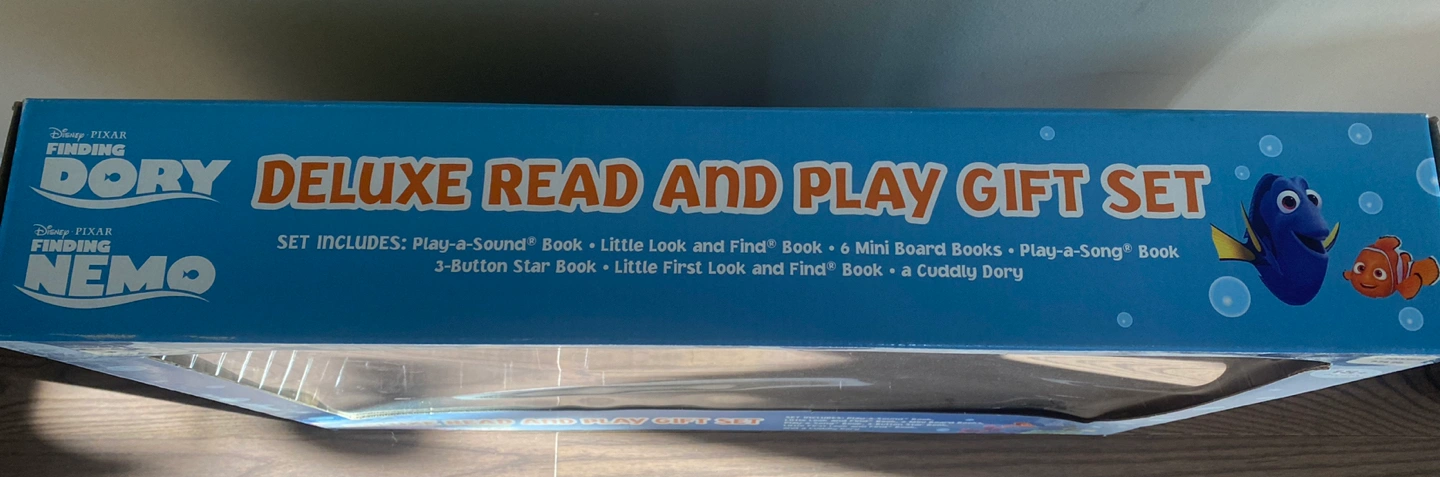 Disney · PIXAR
FINDING
DORY
Disney · PIXAR
FINDING
NEMO
DELUXE READ AND PLAY GIFT SET
SET INCLUDES: Play-a-Sound® Book • Little Look and Find® Book • 6 Mini Board Books • Play-a-Song® Book
3-Button Star Book • Little First Look and Find® Book • a Cuddly Dory
READ AND PLAY GIFT SET